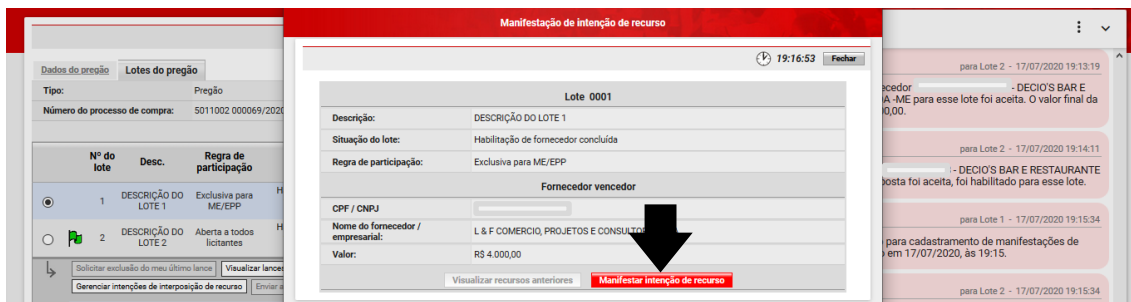 Manifestação de intenção de recurso
19:16:53 Fechar
Dados do pregão Lotes do pregão
Tipo: Pregão
Número do processo de compra: 5011002 000069/2020
Nº do lote Desc. Regra de participação
1 DESCRIÇÃO DO LOTE 1 Exclusiva para ME/EPP H
2 DESCRIÇÃO DO LOTE 2 Aberta a todos licitantes H
Solicitar exclusão do meu último lance Visualizar lances
Gerenciar intenções de interposição de recurso Enviar a
Lote 0001
Descrição: DESCRIÇÃO DO LOTE 1
Situação do lote: Habilitação de fornecedor concluída
Regra de participação: Exclusiva para ME/EPP
Fornecedor vencedor
CPF / CNPJ
Nome do fornecedor / empresarial: L & F COMERCIO, PROJETOS E
Valor: R$ 4.000,00
Visualizar recursos anteriores Manifestar intenção de recurso
para Lote 2 - 17/07/2020 19:13:19
ecedor - DECIO'S BAR E
A -ME para esse lote foi aceita. O valor final da
00,00.
para Lote 2 - 17/07/2020 19:14:11
- DECIO'S BAR E RESTAURANTE
posta foi aceita, foi habilitado para esse lote.
para Lote 1 - 17/07/2020 19:15:34
para cadastramento de manifestações de
em 17/07/2020, às 19:15.
para Lote 2 - 17/07/2020 19:15:34